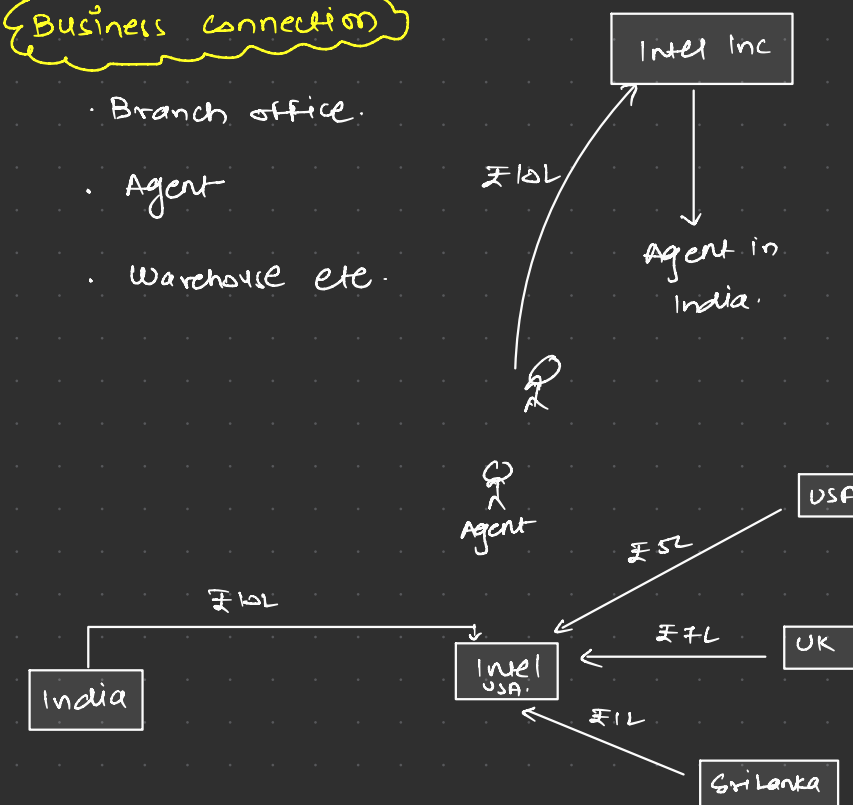 Business connection
· Branch office.
· Agent
· Warehouse etc.
Intel Inc
₹10L
Agent in
India.
Agent
USA
₹5L
₹10L
₹7L
UK
Intel
USA.
India
₹1L
SriLanka